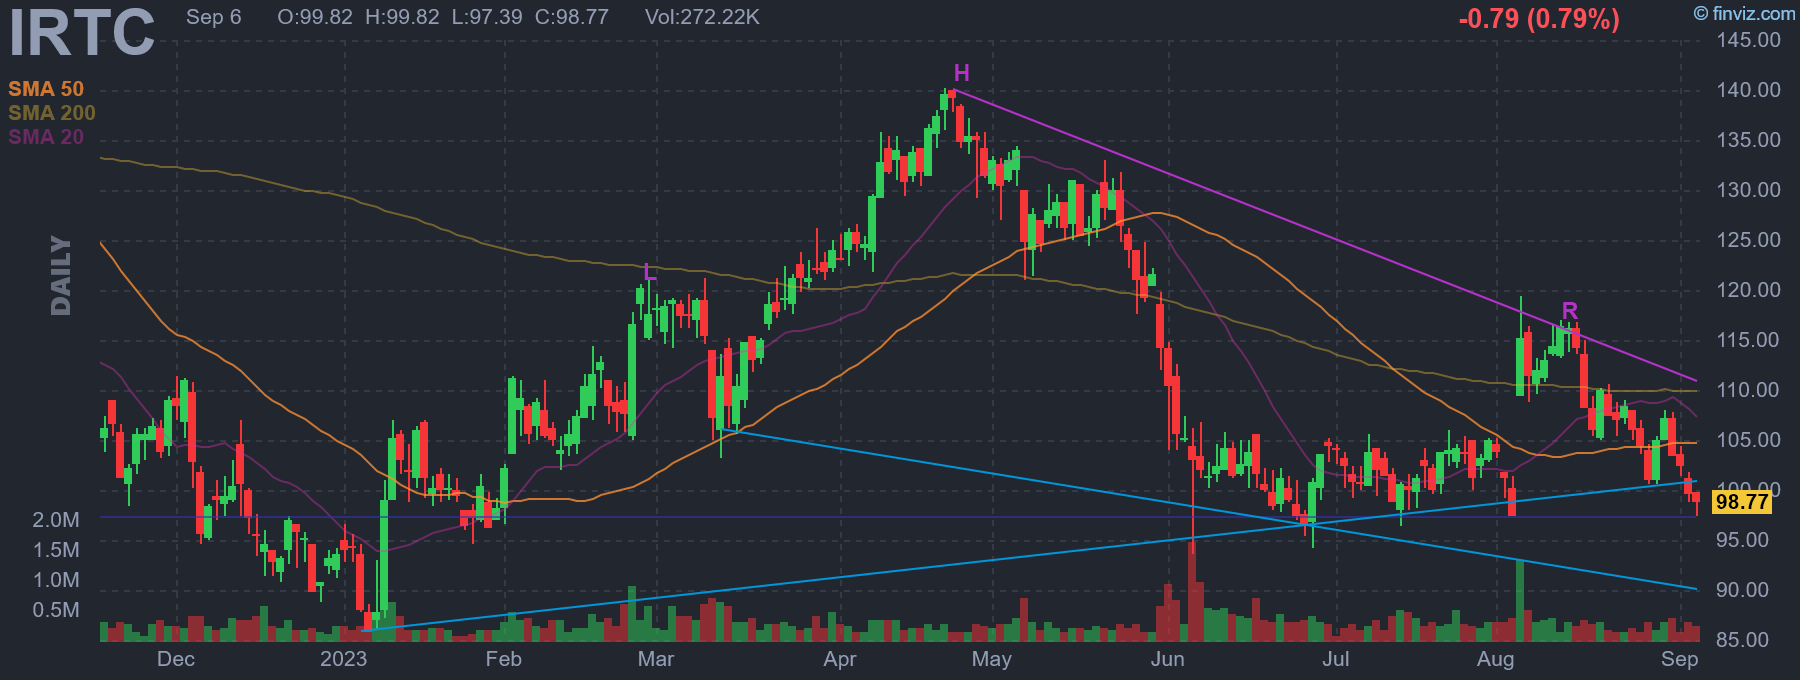 IRTC
Sep 6 O:99.82 H:99.82 L:97.39 C:98.77 Vol:272.22K
-0.79 (0.79%)
© finviz.com
SMA 50
SMA 200
SMA 20
DAILY
H
L
R
145.00
140.00
135.00
130.00
125.00
120.00
115.00
110.00
105.00
100.00
98.77
95.00
90.00
85.00
2.0M
1.5M
1.0M
0.5M
Dec 2023 Feb Mar Apr May Jun Jul Aug Sep